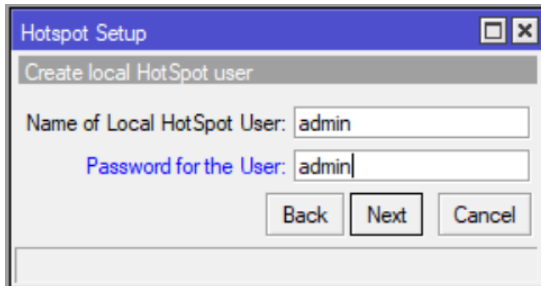 Hotspot Setup
Create local HotSpot user
Name of Local HotSpot User: admin
Password for the User: admin
Back Next Cancel